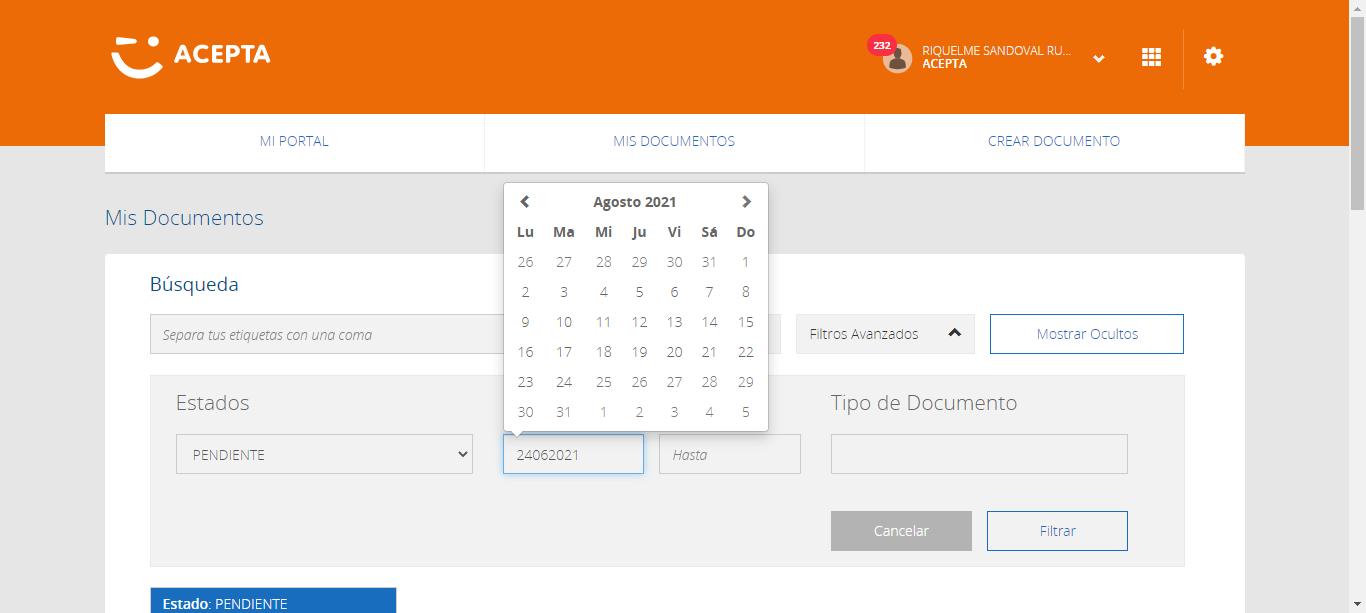 ACEPTA
232
RIQUELME SANDOVAL RU...
ACEPTA
MI PORTAL
MIS DOCUMENTOS
CREAR DOCUMENTO
Mis Documentos
Agosto 2021
Lu Ma Mi Ju Vi Sá Do
26 27 28 29 30 31 1
2 3 4 5 6 7 8
9 10 11 12 13 14 15
16 17 18 19 20 21 22
23 24 25 26 27 28 29
30 31 1 2 3 4 5
Búsqueda
Separa tus etiquetas con una coma
Filtros Avanzados
Mostrar Ocultos
Estados
Tipo de Documento
PENDIENTE
24062021
Hasta
Cancelar
Filtrar
Estado: PENDIENTE